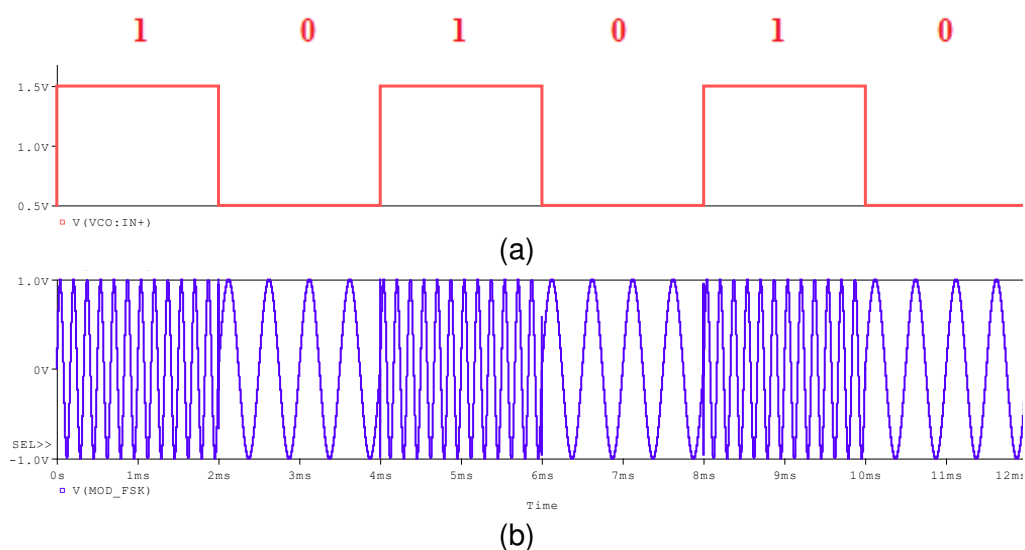 1 0 1 0 1 0
1.5V
1.0V
0.5V
V(VCO:IN+)
(a)
1.0V
0V
SEL>>
-1.0V
0s 1ms 2ms 3ms 4ms 5ms 6ms 7ms 8ms 9ms 10ms 11ms 12ms
V(MOD_FSK)
Time
(b)